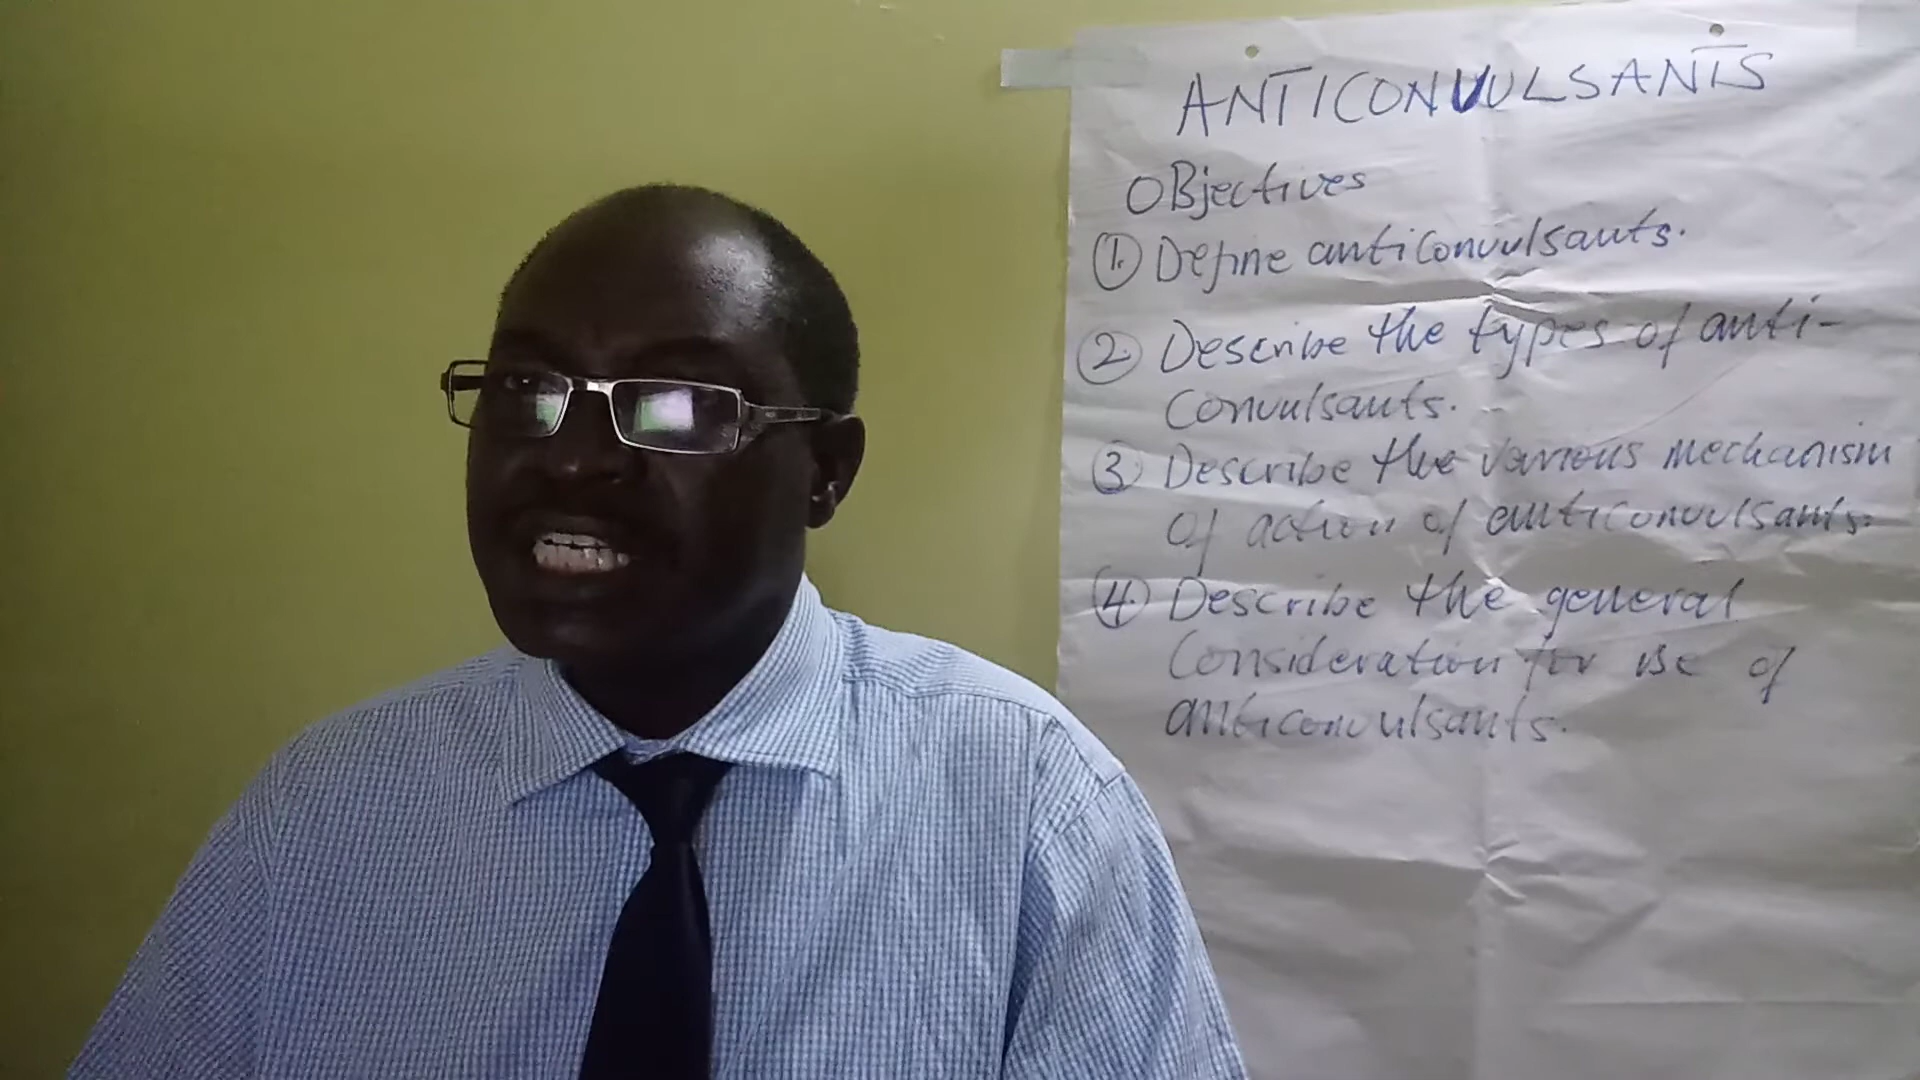 ANTICONVULSANTS
OBjectives
1. Define anticonvulsants.
2. Describe the types of anti-
convulsants.
3 Describe the various mechanism
of action of anticonvulsants.
4. Describe the general
Consideration for use of
anticonvulsants.